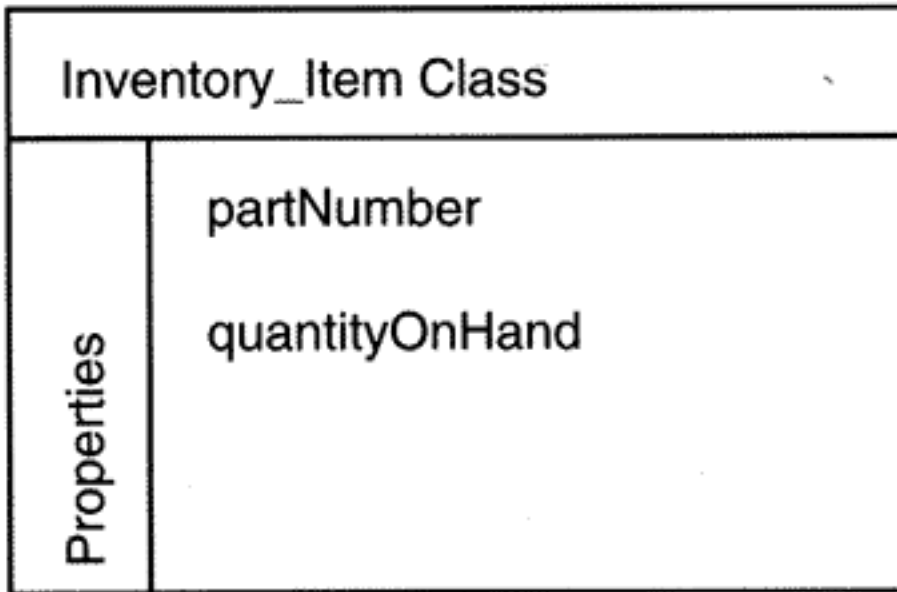 Inventory_Item Class
partNumber
quantityOnHand
Properties